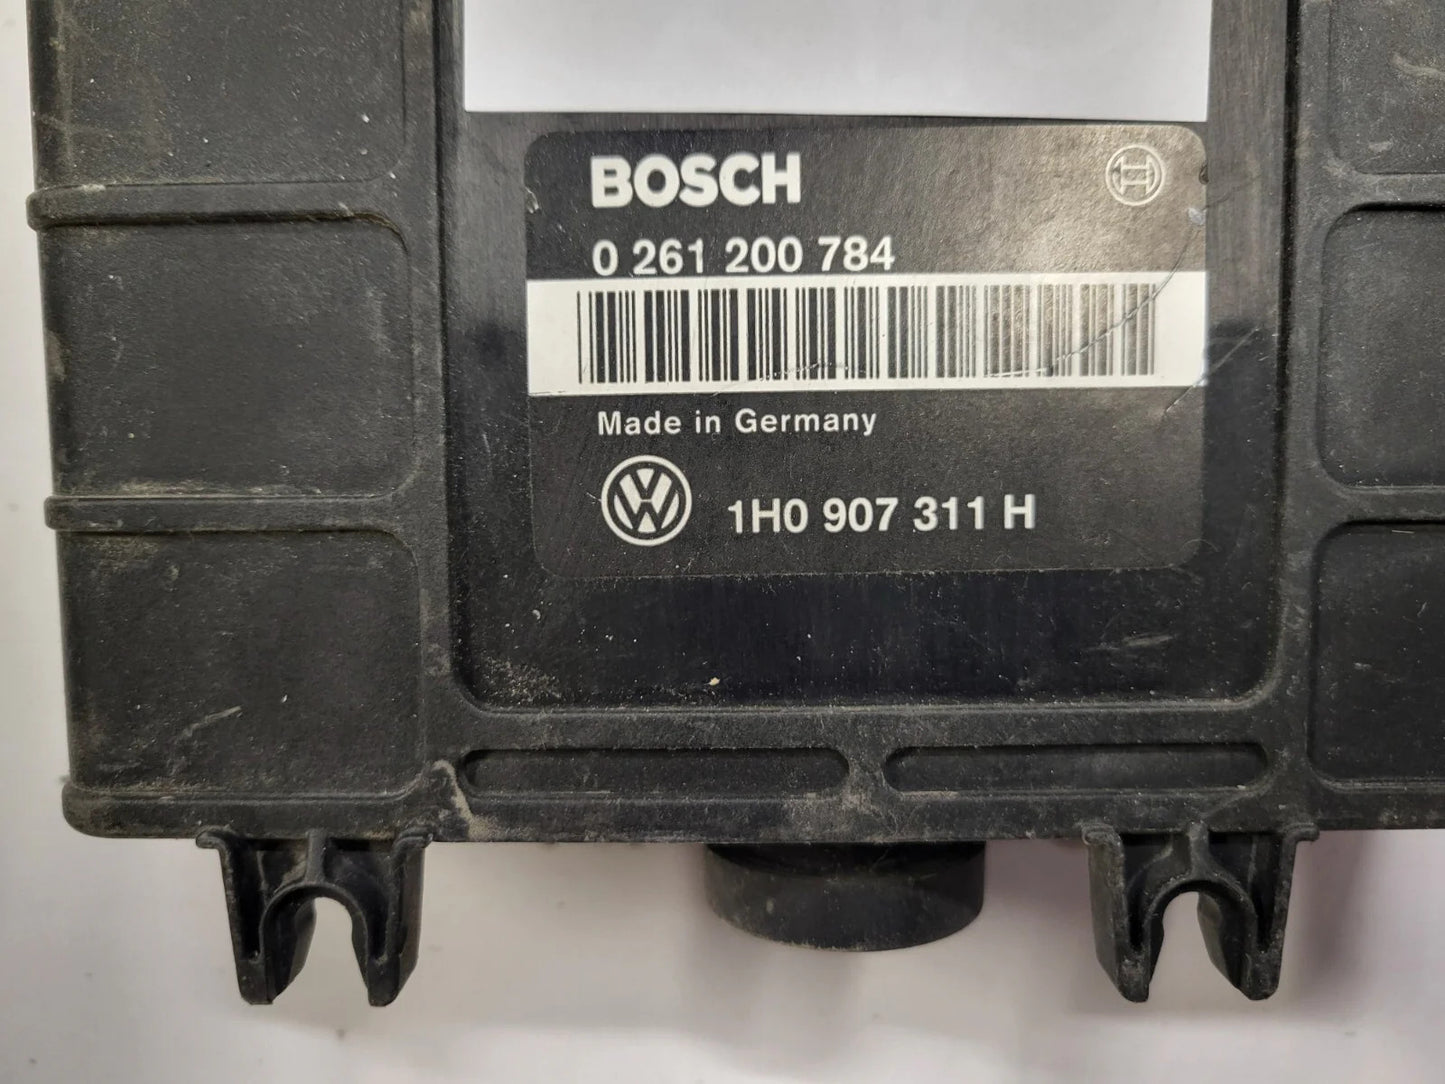 BOSCH
0 261 200 784
Made in Germany
1H0 907 311 H